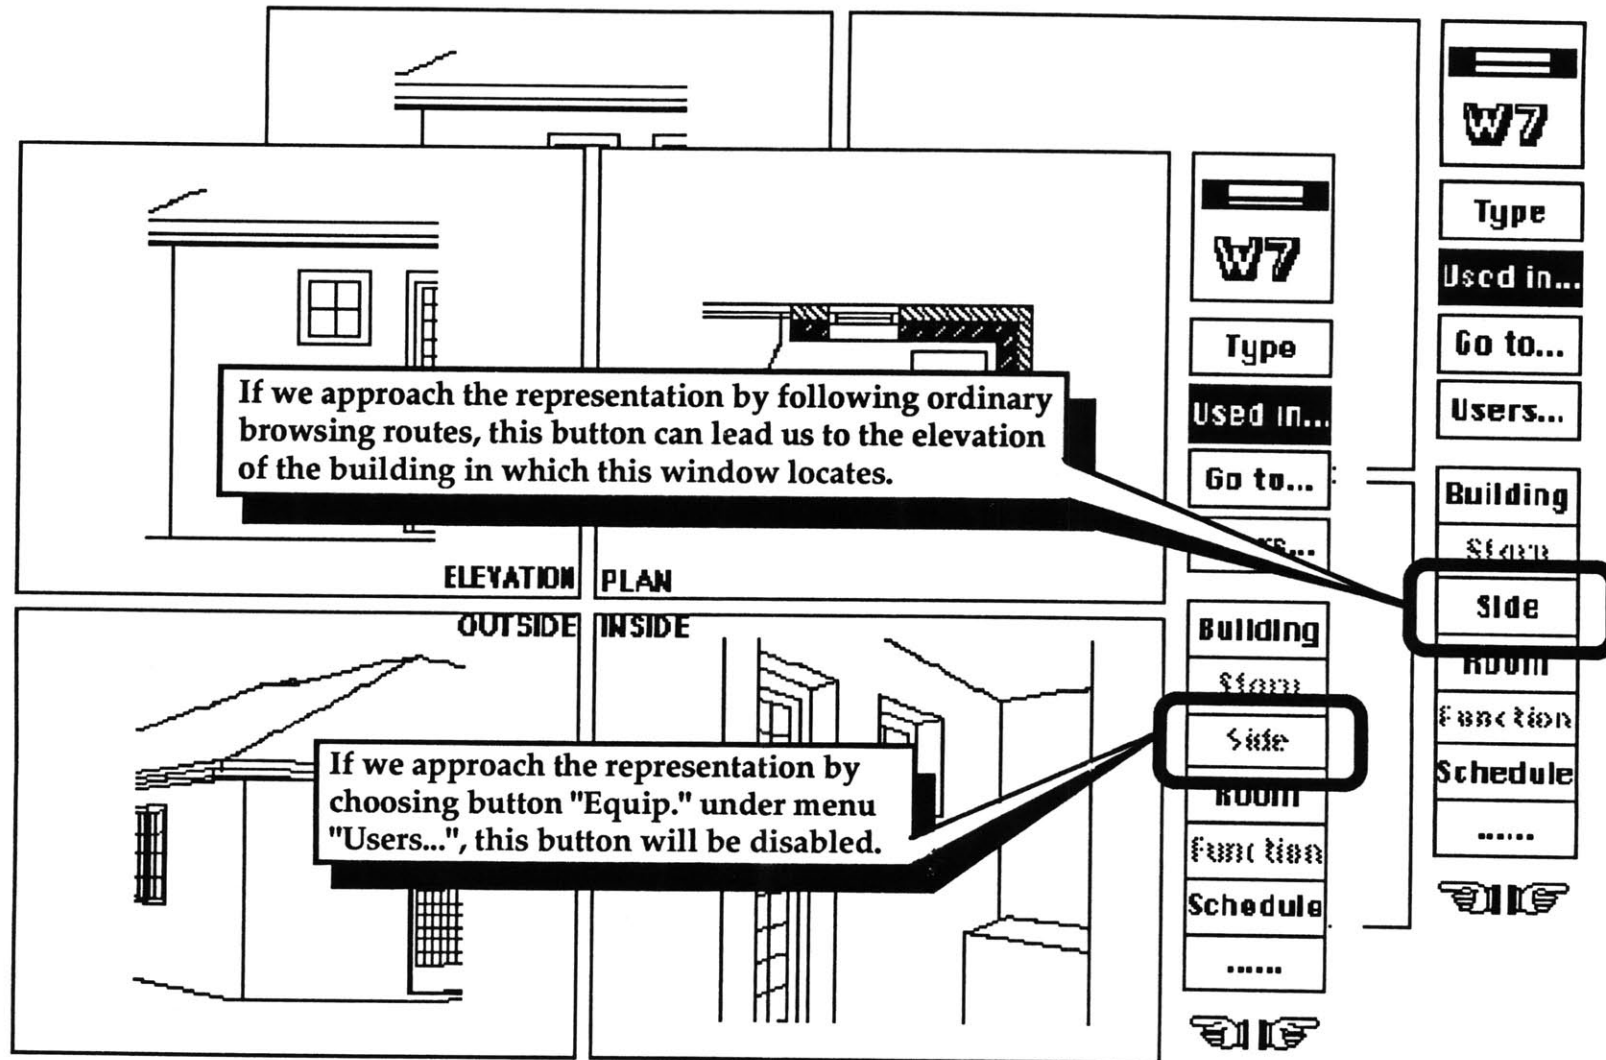 W7
Type
Used in...
Go to...
Users...
Building
Side
Room
Function
Schedule
......
W7
Type
Used in...
Go to...
Building
Side
Room
Function
Schedule
......
If we approach the representation by following ordinary
browsing routes, this button can lead us to the elevation
of the building in which this window locates.
ELEVATION
PLAN
OUTSIDE
INSIDE
If we approach the representation by
choosing button "Equip." under menu
"Users...", this button will be disabled.